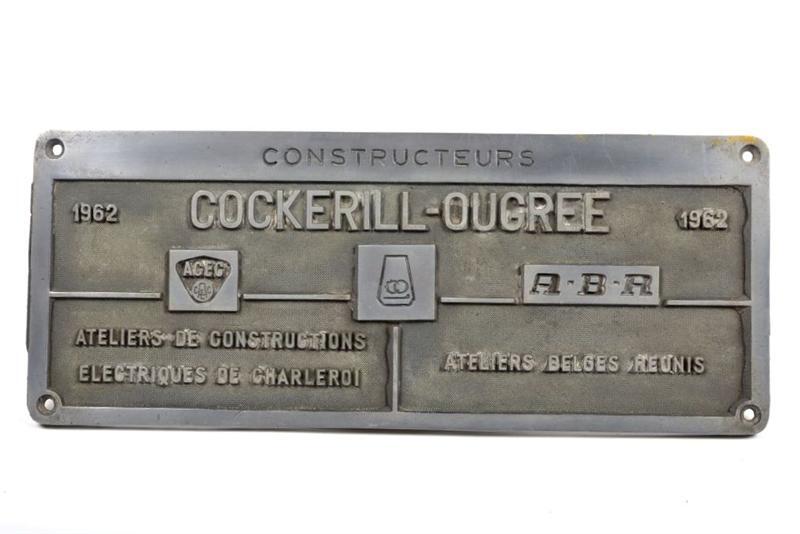 CONSTRUCTEURS
1962 COCKERILL-OUGREE 1962
ACEC
A·B·R
ATELIERS DE CONSTRUCTIONS
ELECTRIQUES DE CHARLEROI
ATELIERS BELGES REUNIS